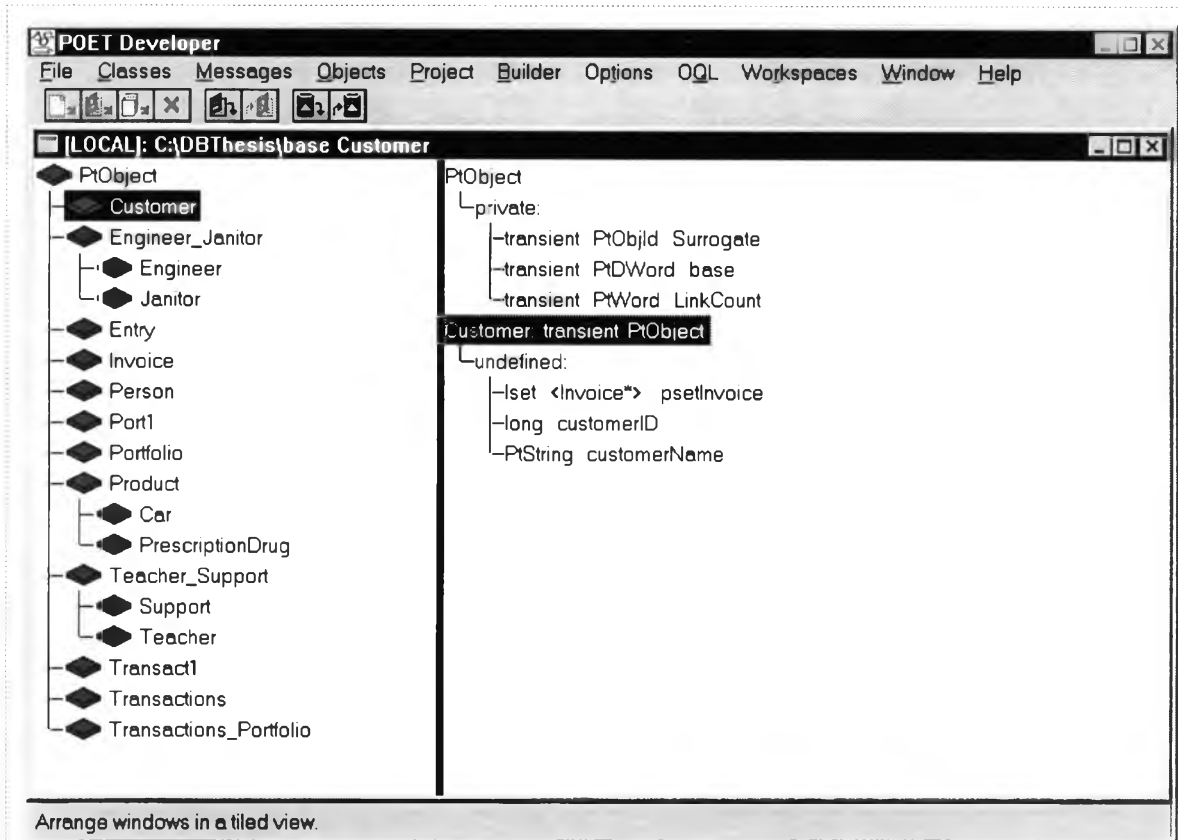 POET Developer
File Classes Messages Objects Project Builder Options OQL Workspaces Window Help
[LOCAL]: C:\DBThesis\base Customer
PtObject
Customer
Engineer_Janitor
Engineer
Janitor
Entry
Invoice
Person
Port1
Portfolio
Product
Car
PrescriptionDrug
Teacher_Support
Support
Teacher
Transact1
Transactions
Transactions_Portfolio
PtObject
private:
transient PtObjId Surrogate
transient PtDWord base
transient PtWord LinkCount
Customer: transient PtObject
undefined:
lset <Invoice*> psetInvoice
long customerID
PtString customerName
Arrange windows in a tiled view.